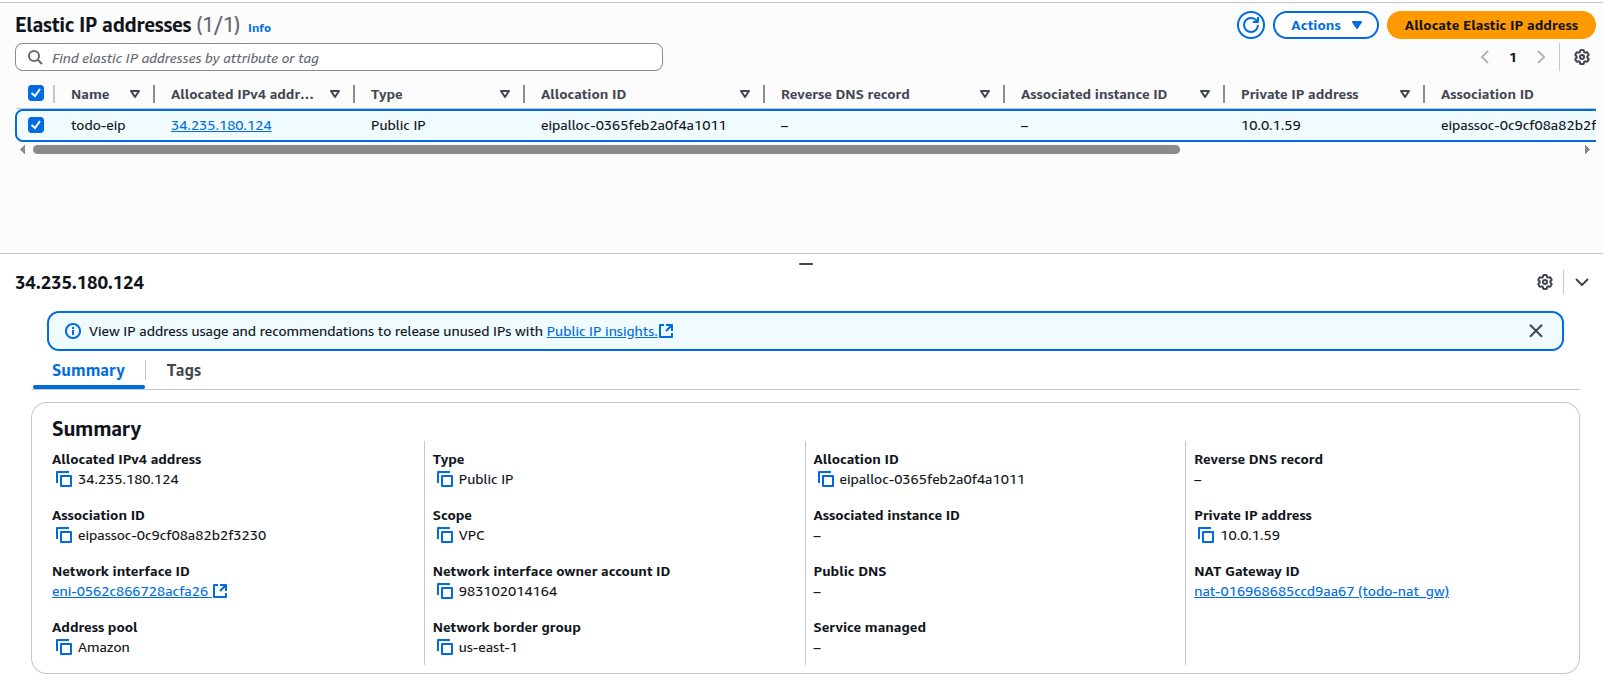 Elastic IP addresses (1/1) Info
Actions
Allocate Elastic IP address
Find elastic IP addresses by attribute or tag
1
Name Allocated IPv4 addr... Type Allocation ID Reverse DNS record Associated instance ID Private IP address Association ID
todo-eip 34.235.180.124 Public IP eipalloc-0365feb2a0f4a1011 – – 10.0.1.59 eipassoc-0c9cf08a82b2f
34.235.180.124
View IP address usage and recommendations to release unused IPs with Public IP insights.
Summary Tags
Summary
Allocated IPv4 address Type Allocation ID Reverse DNS record
34.235.180.124 Public IP eipalloc-0365feb2a0f4a1011 –
Association ID Scope Associated instance ID Private IP address
eipassoc-0c9cf08a82b2f3230 VPC – 10.0.1.59
Network interface ID Network interface owner account ID Public DNS NAT Gateway ID
eni-0562c866728acfa26 983102014164 – nat-016968685ccd9aa67 (todo-nat_gw)
Address pool Network border group Service managed
Amazon us-east-1 –